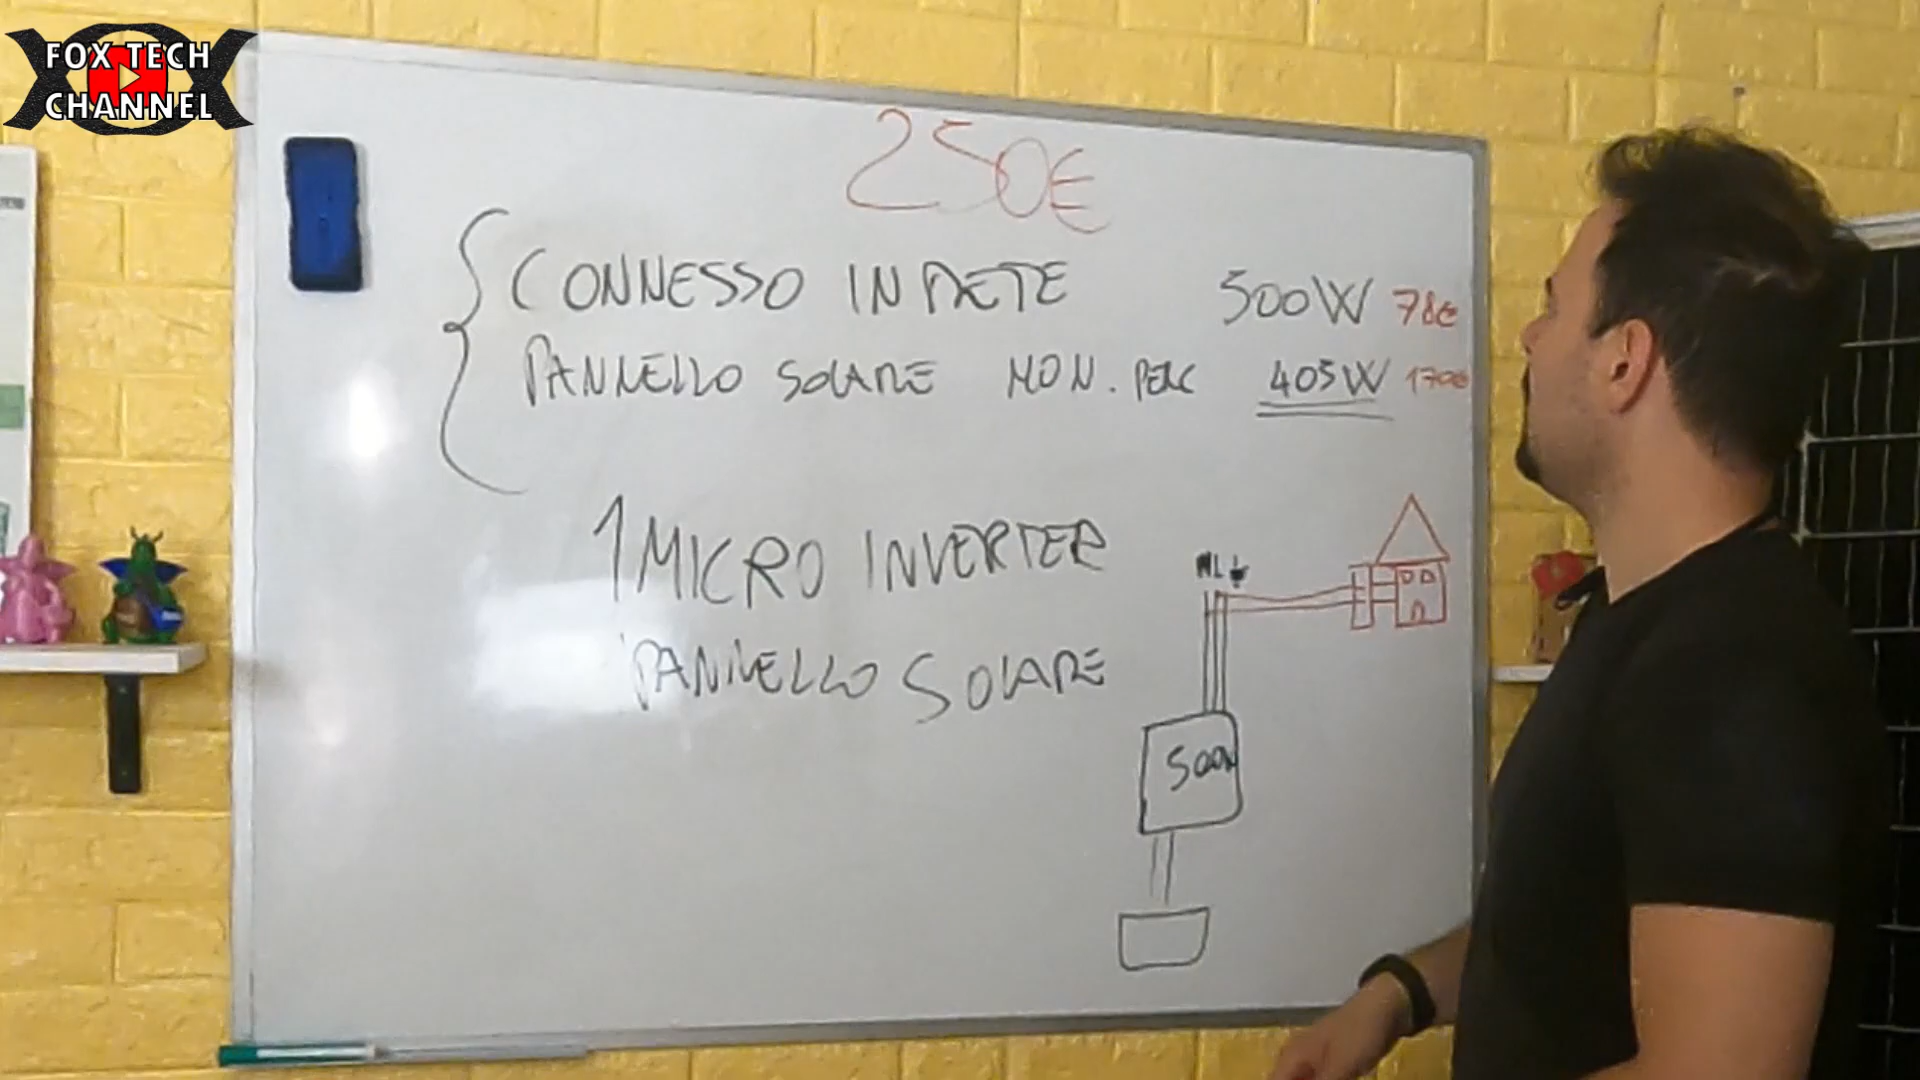 FOX TECH
CHANNEL
250€
CONNESSO IN RETE 500W 78€
PANNELLO SOLARE MON. PERC 405W 170€
1 MICRO INVERTER
NL
PANNELLO SOLARE
500W